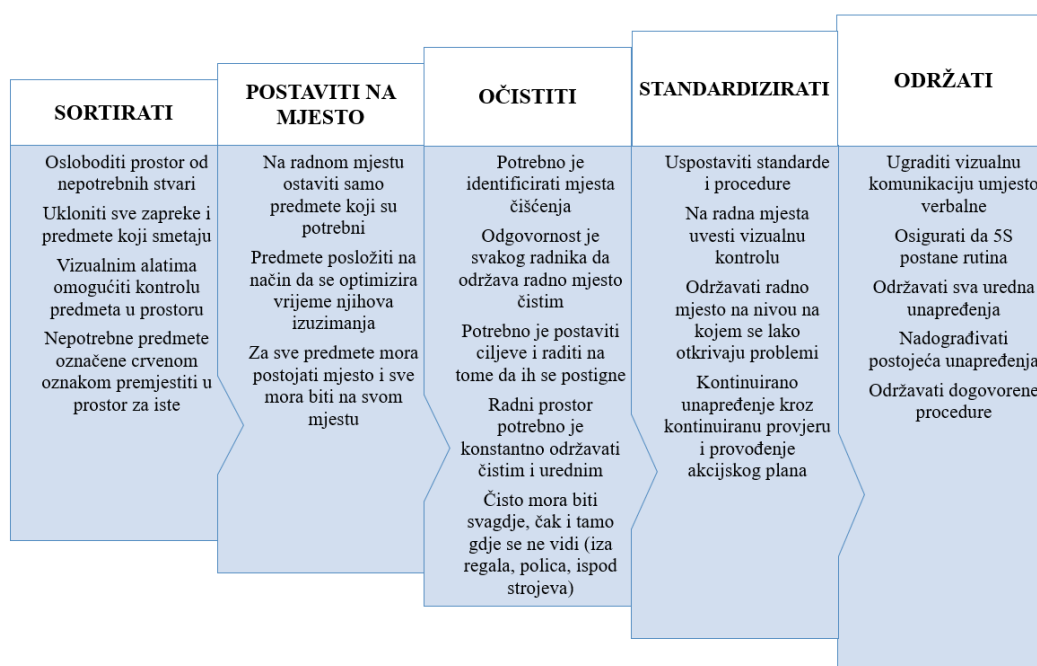 SORTIRATI
Osloboditi prostor od
nepotrebnih stvari
Ukloniti sve zapreke i
predmete koji smetaju
Vizualnim alatima
omogućiti kontrolu
predmeta u prostoru
Nepotrebne predmete
označene crvenom
oznakom premjestiti u
prostor za iste
POSTAVITI NA
MJESTO
Na radnom mjestu
ostaviti samo
predmete koji su
potrebni
Predmete posložiti na
način da se optimizira
vrijeme njihova
izuzimanja
Za sve predmete mora
postojati mjesto i sve
mora biti na svom
mjestu
OČISTITI
Potrebno je
identificirati mjesta
čišćenja
Odgovornost je
svakog radnika da
održava radno mjesto
čistim
Potrebno je postaviti
ciljeve i raditi na
tome da ih se postigne
Radni prostor
potrebno je
konstantno održavati
čistim i urednim
Čisto mora biti
svagdje, čak i tamo
gdje se ne vidi (iza
regala, polica, ispod
strojeva)
STANDARDIZIRATI
Uspostaviti standarde
i procedure
Na radna mjesta
uvesti vizualnu
kontrolu
Održavati radno
mjesto na nivou na
kojem se lako
otkrivaju problemi
Kontinuirano
unapređenje kroz
kontinuiranu provjeru
i provođenje
akcijskog plana
ODRŽATI
Ugraditi vizualnu
komunikaciju umjesto
verbalne
Osigurati da 5S
postane rutina
Održavati sva uredna
unapređenja
Nadograđivati
postojeća unapređenja
Održavati dogovorene
procedure